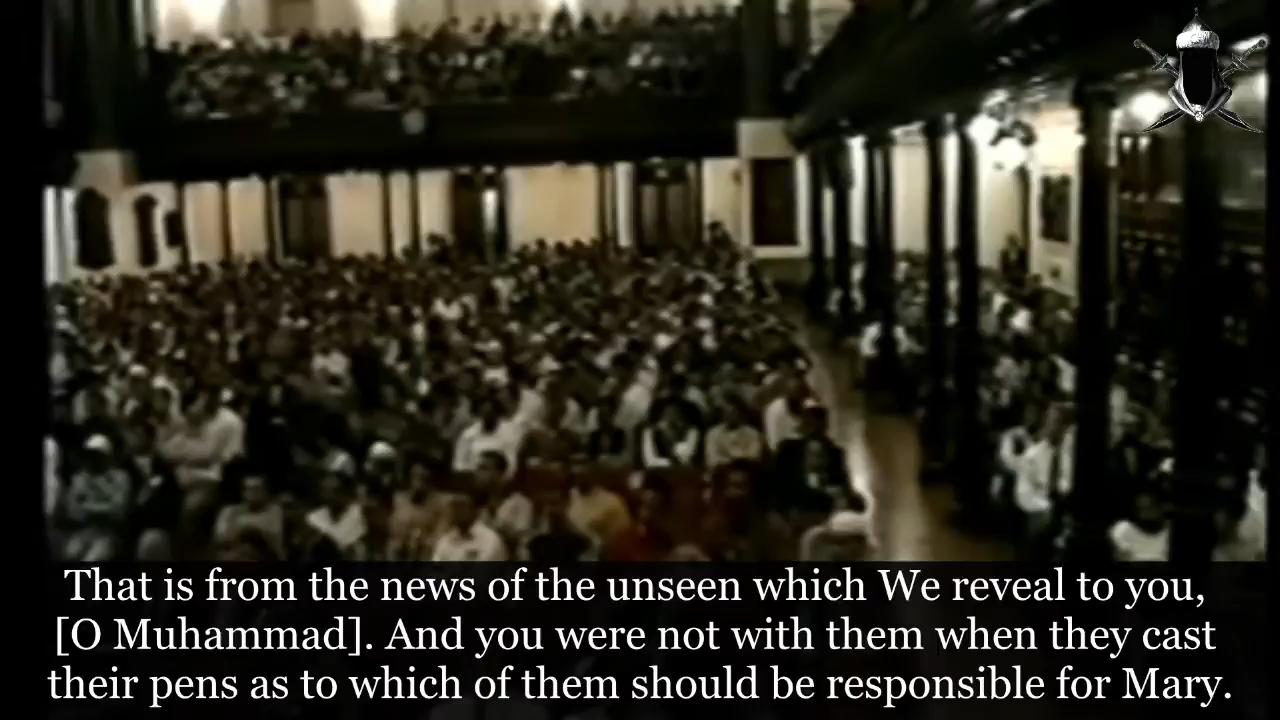 That is from the news of the unseen which We reveal to you,
[O Muhammad]. And you were not with them when they cast
their pens as to which of them should be responsible for Mary.